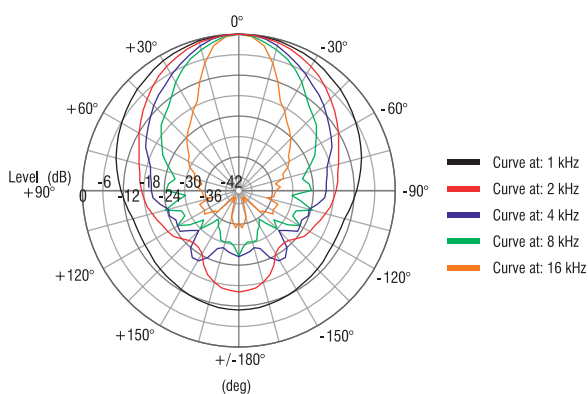 0°
+30°
-30°
+60°
-60°
Level (dB)
-6 -18 -30 -42
+90° 0 -12 -24 -36 -90°
+120°
-120°
+150°
-150°
+/-180°
(deg)
Curve at: 1 kHz
Curve at: 2 kHz
Curve at: 4 kHz
Curve at: 8 kHz
Curve at: 16 kHz